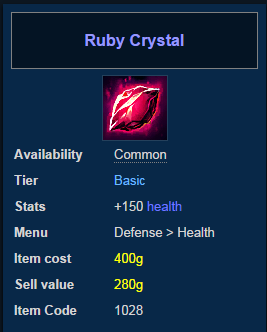 Ruby Crystal
Availability Common
Tier Basic
Stats +150 health
Menu Defense > Health
Item cost 400g
Sell value 280g
Item Code 1028